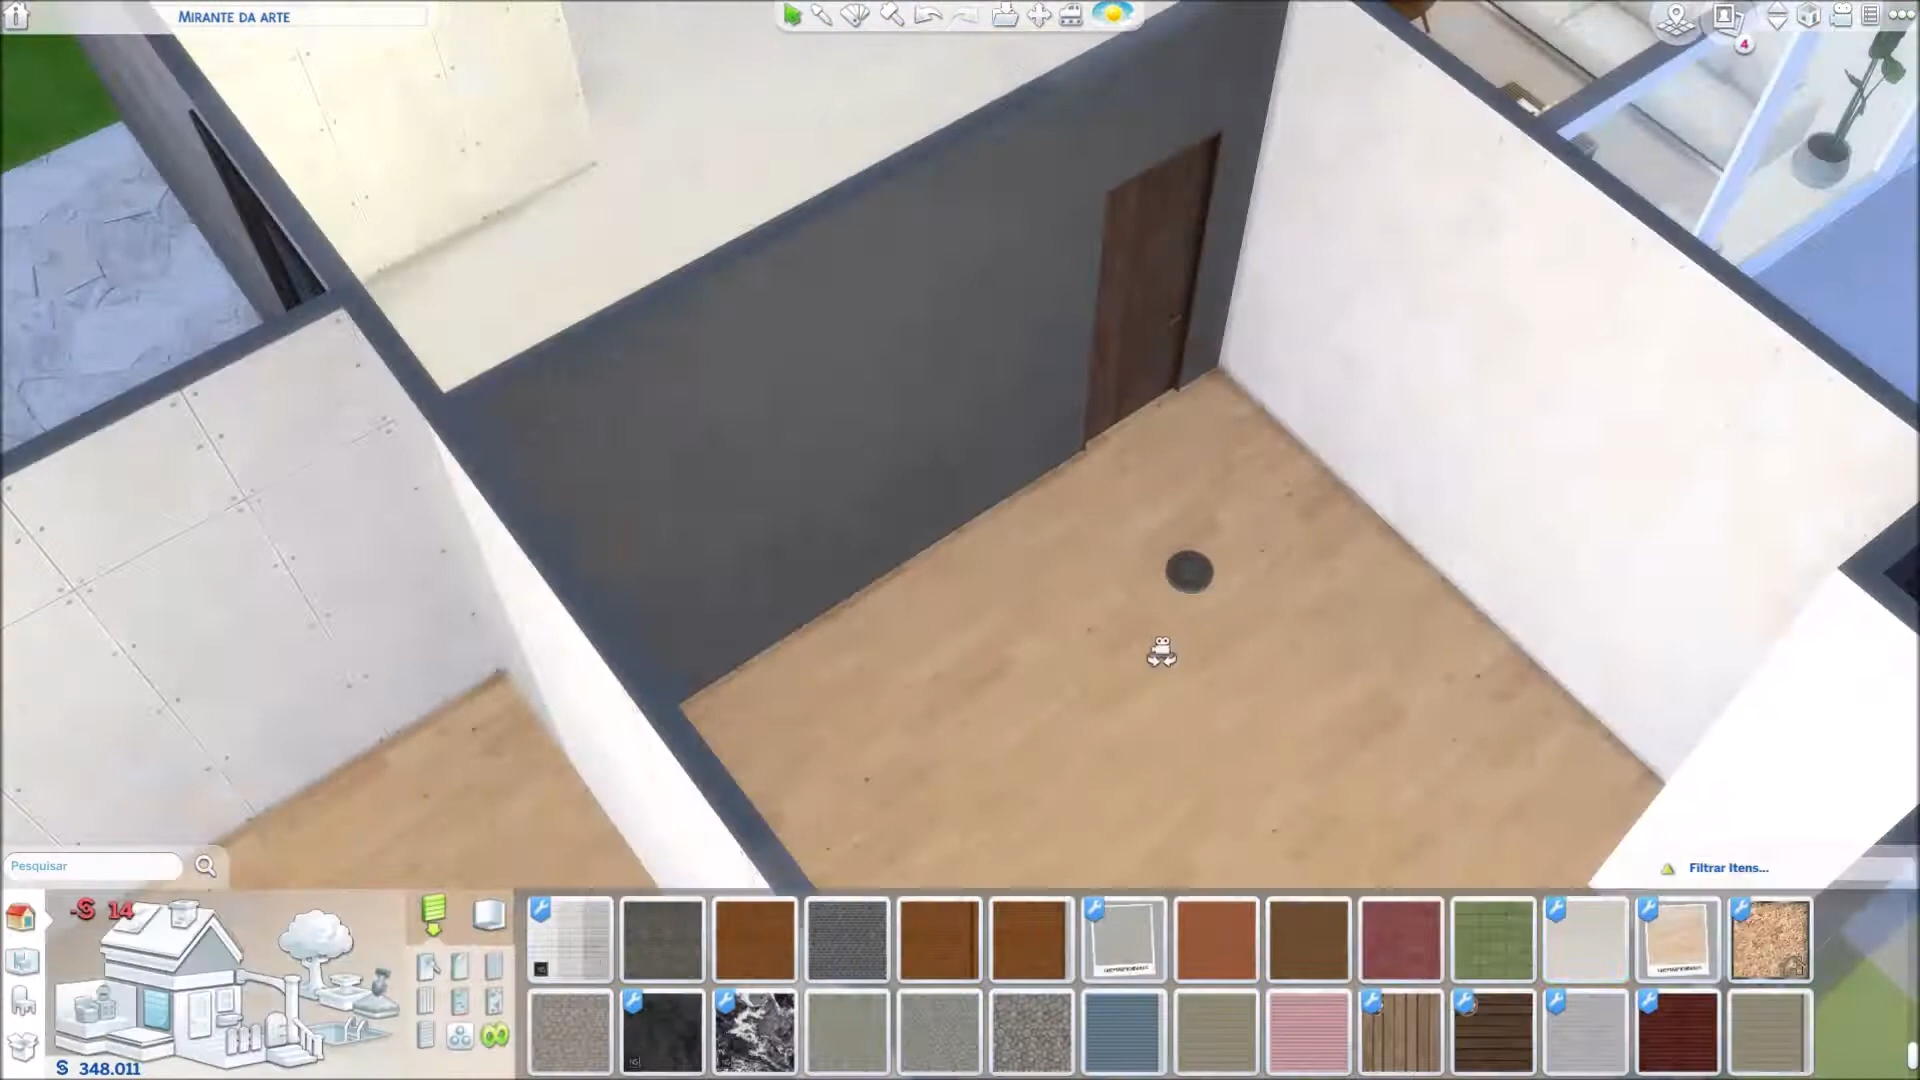 Mirante da arte
4
Pesquisar
Filtrar Itens...
-§ 14
§ 348.011